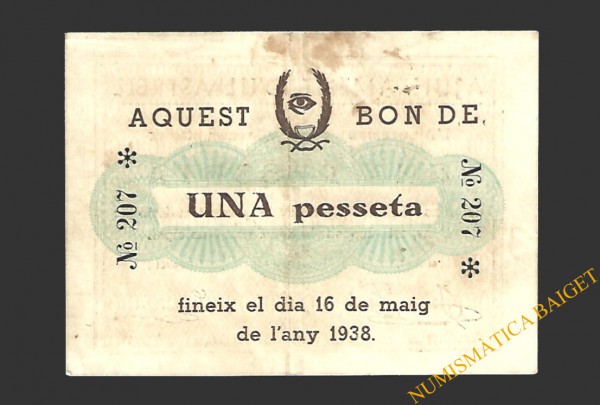 AQUEST BON DE
Nº 207 *
UNA pesseta
Nº 207 *
fineix el dia 16 de maig
de l'any 1938.
NUMISMÀTICA BAIGET